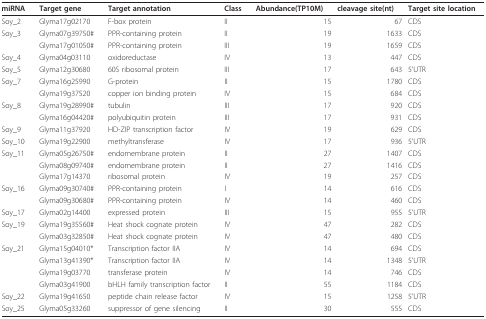 miRNA Target gene Target annotation Class Abundance(TP10M) cleavage site(nt) Target site location
Soy_2 Glyma17g02170 F-box protein II 15 67 CDS
Soy_3 Glyma07g39750# PPR-containing protein II 19 1633 CDS
Glyma17g01050# PPR-containing protein III 19 1659 CDS
Soy_4 Glyma04g03110 oxidoreductase IV 13 447 CDS
Soy_5 Glyma12g30680 60S ribosomal protein III 17 643 5'UTR
Soy_7 Glyma16g25990 G-protein II 15 1780 CDS
Glyma19g37520 copper ion binding protein IV 15 684 CDS
Soy_8 Glyma19g28990# tubulin III 17 920 CDS
Glyma16g04420# polyubiquitin protein III 17 931 CDS
Soy_9 Glyma11g37920 HD-ZIP transcription factor IV 19 629 CDS
Soy_10 Glyma19g22900 methyltransferase IV 17 936 5'UTR
Soy_11 Glyma05g26750# endomembrane protein II 27 1407 CDS
Glyma08g09740# endomembrane protein II 27 1416 CDS
Glyma17g14370 ribosomal protein IV 19 257 CDS
Soy_16 Glyma09g30740# PPR-containing protein I 14 616 CDS
Glyma09g30680# PPR-containing protein IV 14 460 CDS
Soy_17 Glyma02g14400 expressed protein III 15 955 5'UTR
Soy_19 Glyma19g35560# Heat shock cognate protein IV 47 282 CDS
Glyma03g32850# Heat shock cognate protein IV 47 480 CDS
Soy_21 Glyma15g04010* Transcription factor IIA IV 14 694 CDS
Glyma13g41390* Transcription factor IIA IV 14 1348 5'UTR
Glyma19g03770 transferase protein IV 14 746 CDS
Glyma03g41900 bHLH family transcription factor II 55 1184 CDS
Soy_22 Glyma19g41650 peptide chain release factor IV 15 1258 5'UTR
Soy_25 Glyma05g33260 suppressor of gene silencing II 30 555 CDS